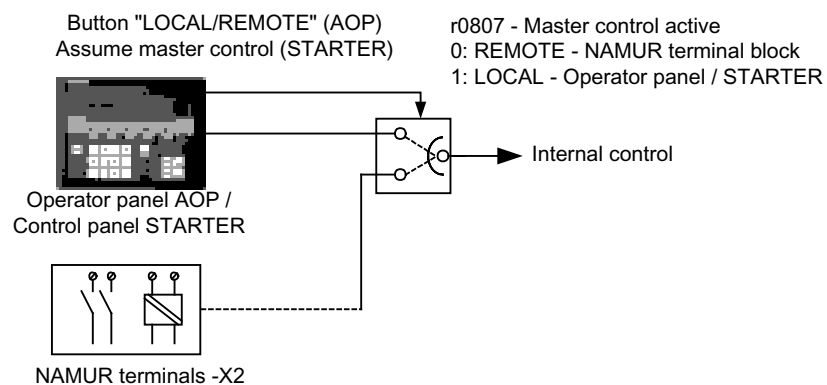 Button "LOCAL/REMOTE" (AOP)
Assume master control (STARTER)
r0807 - Master control active
0: REMOTE - NAMUR terminal block
1: LOCAL - Operator panel / STARTER
Internal control
Operator panel AOP /
Control panel STARTER
NAMUR terminals -X2